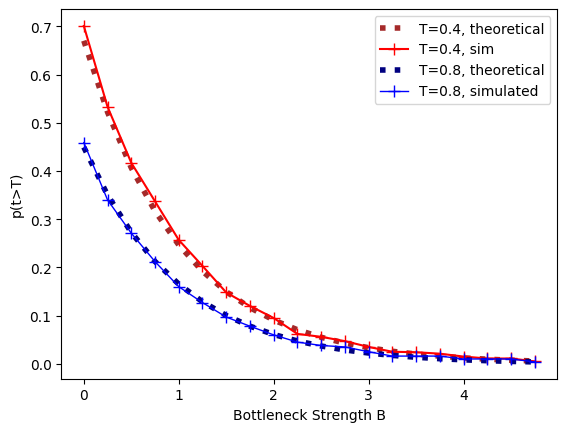 T=0.4, theoretical
T=0.4, sim
T=0.8, theoretical
T=0.8, simulated
0.7
0.6
0.5
0.4
0.3
0.2
0.1
0.0
p(t>T)
0 1 2 3 4
Bottleneck Strength B